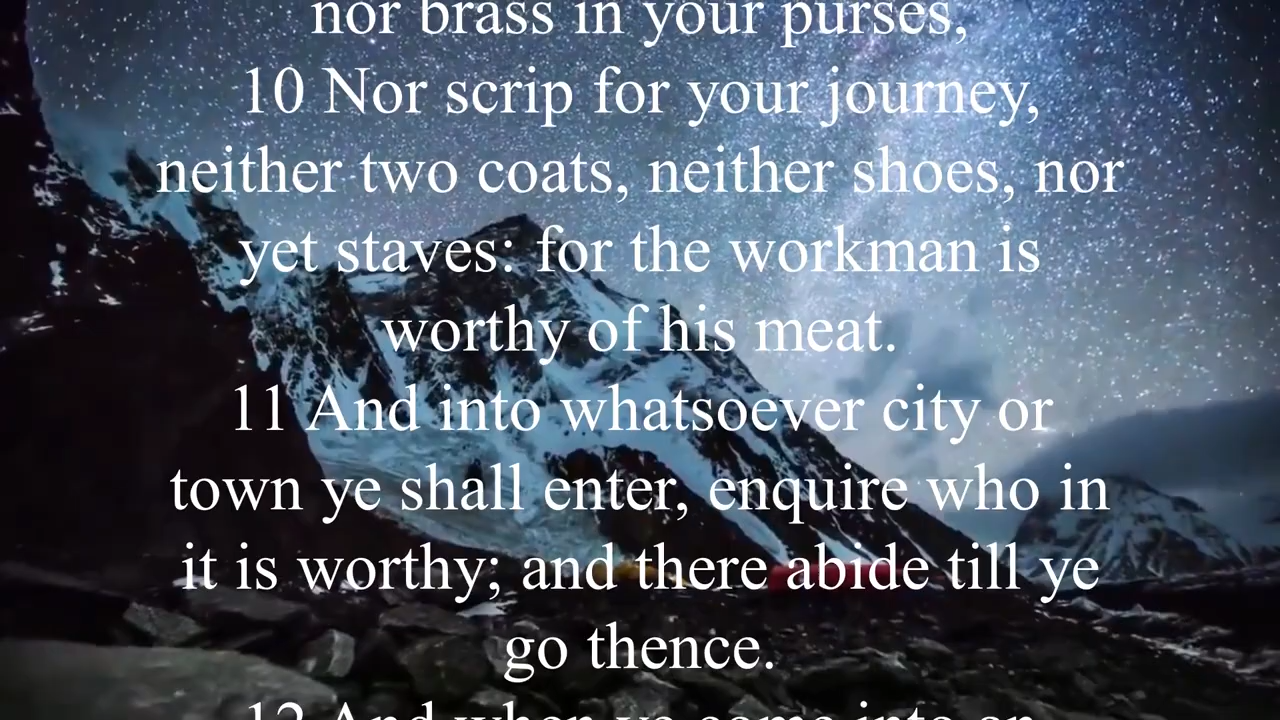 nor brass in your purses,
10 Nor scrip for your journey,
neither two coats, neither shoes, nor
yet staves: for the workman is
worthy of his meat.
11 And into whatsoever city or
town ye shall enter, enquire who in
it is worthy; and there abide till ye
go thence.
12 And when ye come into an